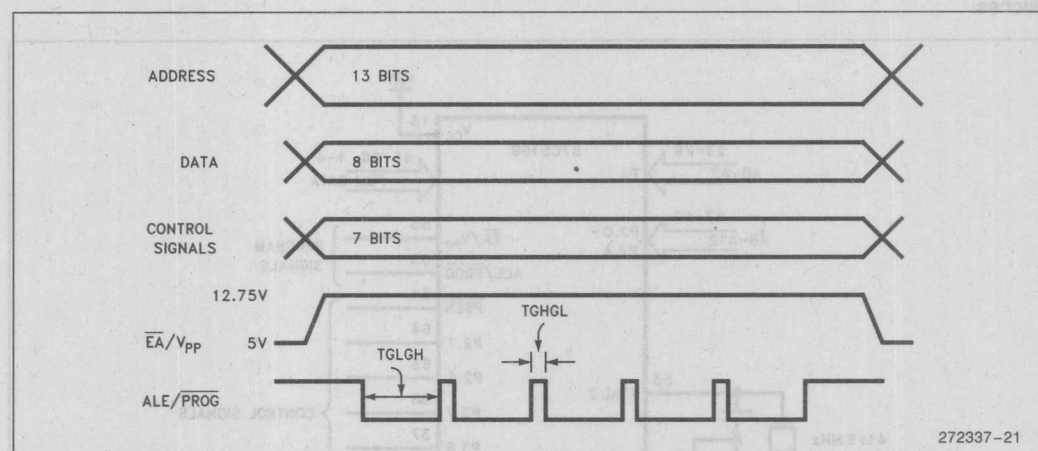 ADDRESS 13 BITS
DATA 8 BITS
CONTROL
SIGNALS 7 BITS
12.75V
TGHGL
EA/VPP 5V
TGLGH
ALE/PROG
272337-21